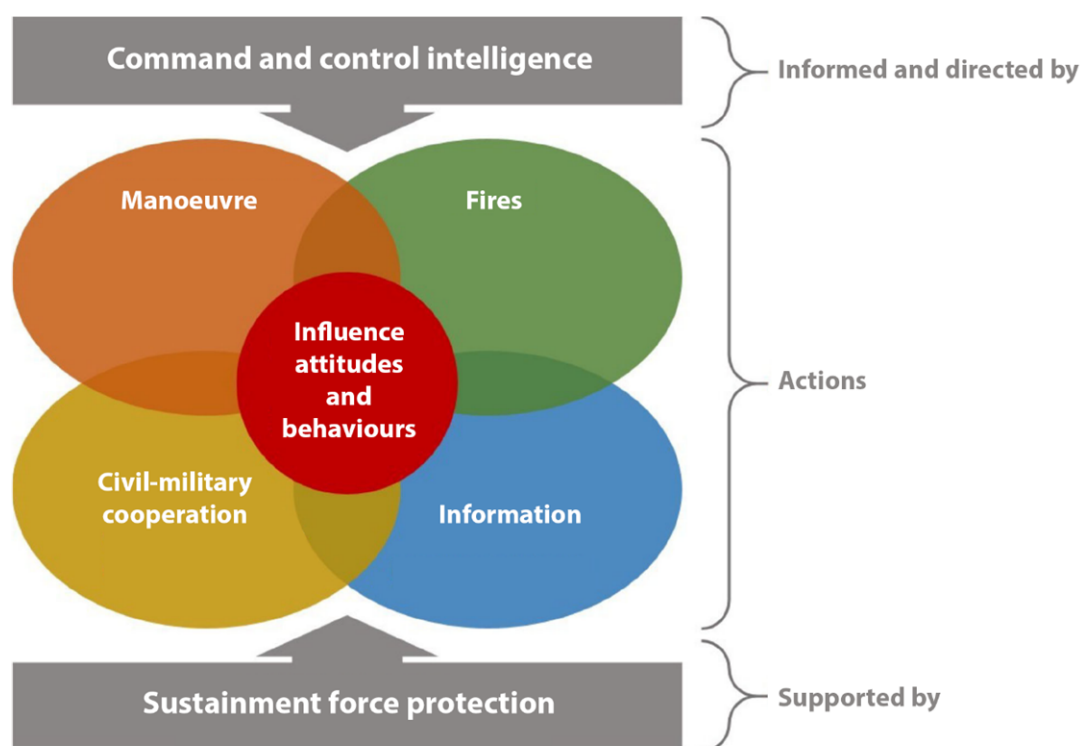 Command and control intelligence
Informed and directed by
Manoeuvre
Fires
Influence
attitudes
and
behaviours
Actions
Civil-military
cooperation
Information
Sustainment force protection
Supported by